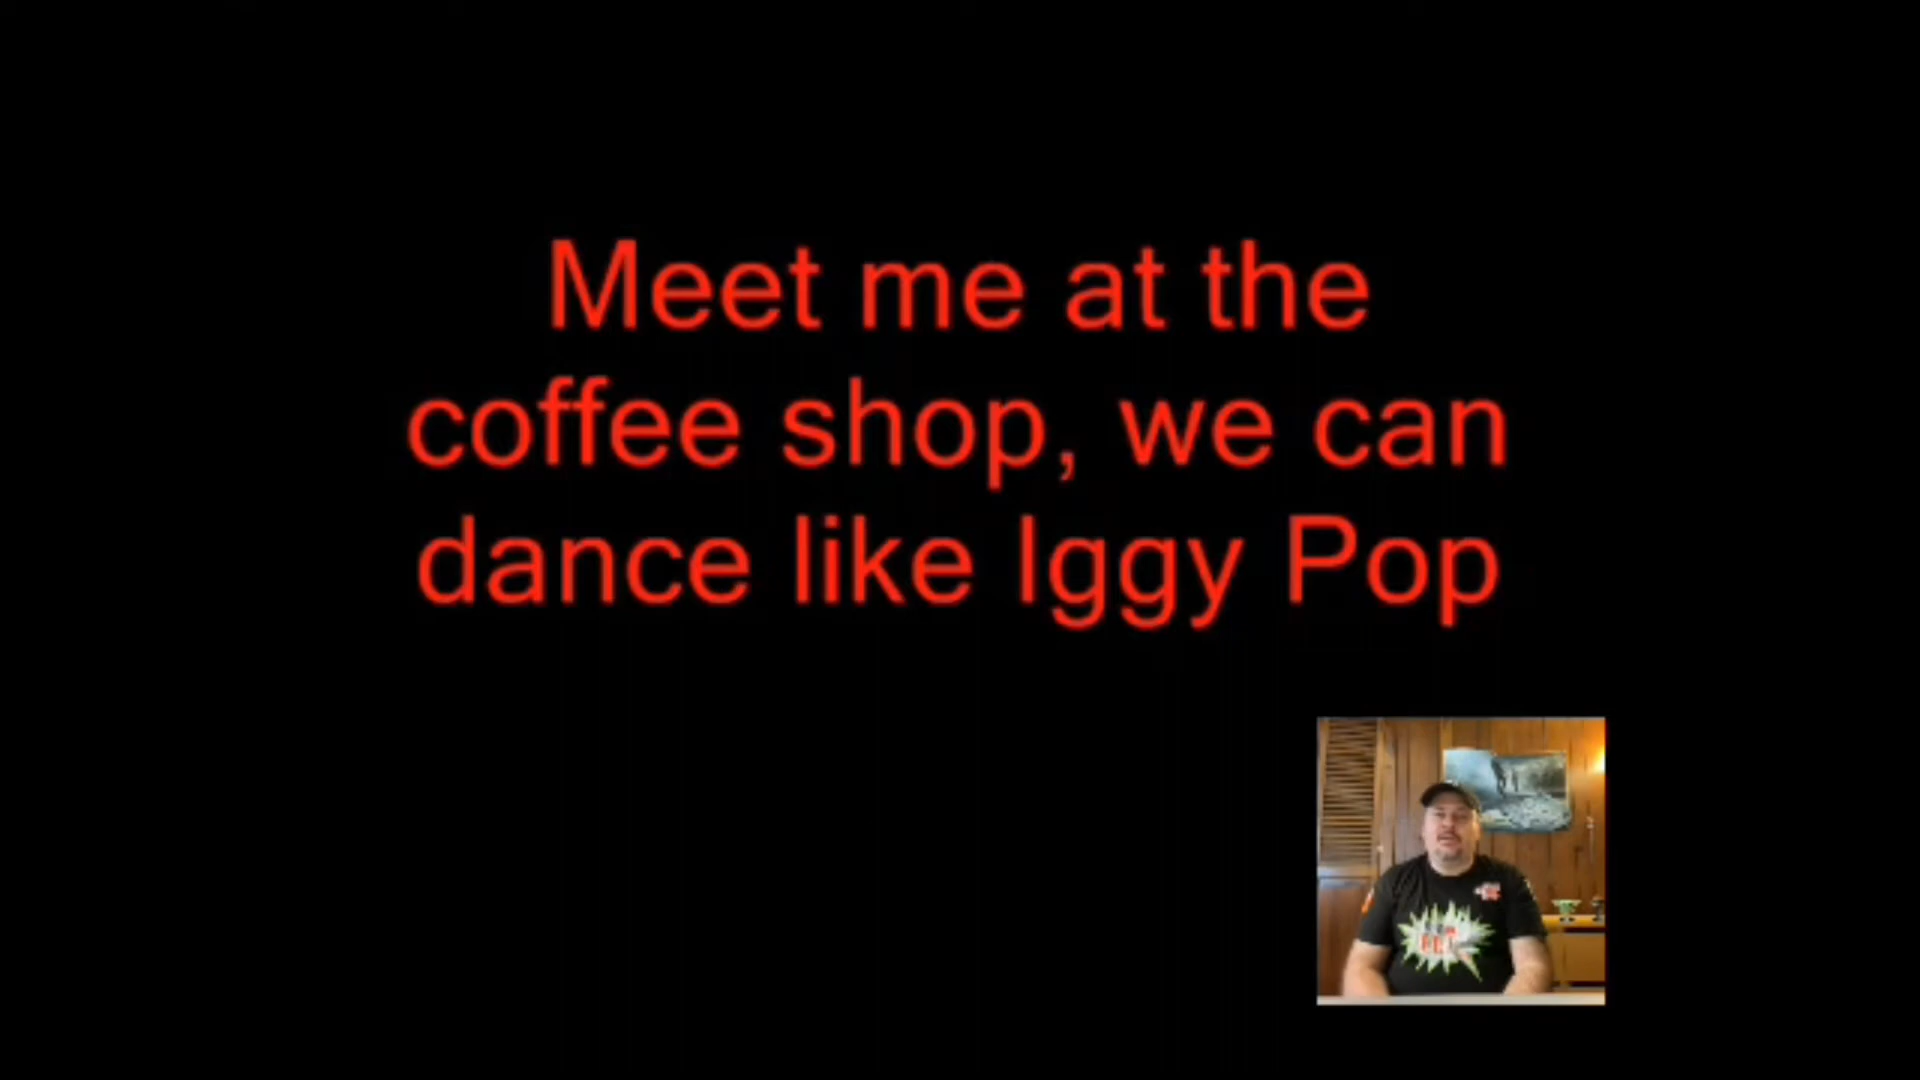 Meet me at the
coffee shop, we can
dance like Iggy Pop